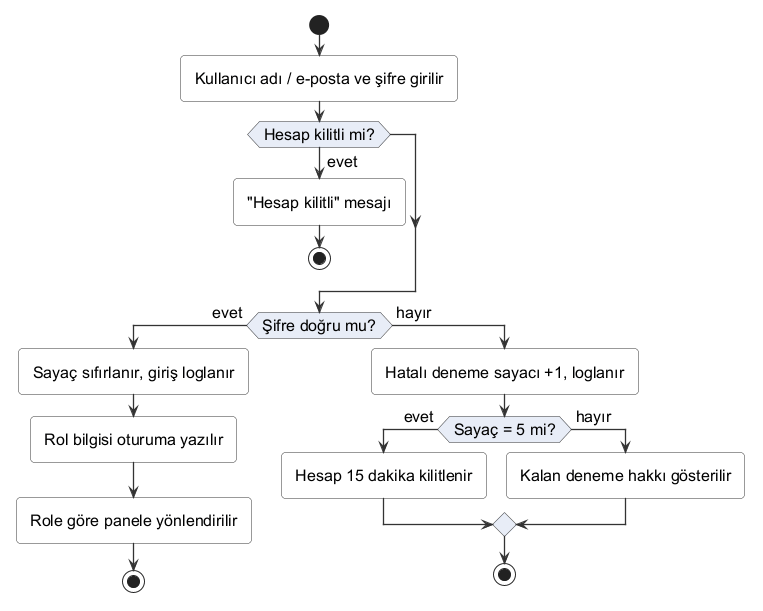 Kullanıcı adı / e-posta ve şifre girilir
Hesap kilitli mi?
evet
"Hesap kilitli" mesajı
evet
Şifre doğru mu?
hayır
Sayaç sıfırlanır, giriş loglanır
Hatalı deneme sayacı +1, loglanır
Rol bilgisi oturuma yazılır
evet
Sayaç = 5 mi?
hayır
Hesap 15 dakika kilitlenir
Kalan deneme hakkı gösterilir
Role göre panele yönlendirilir